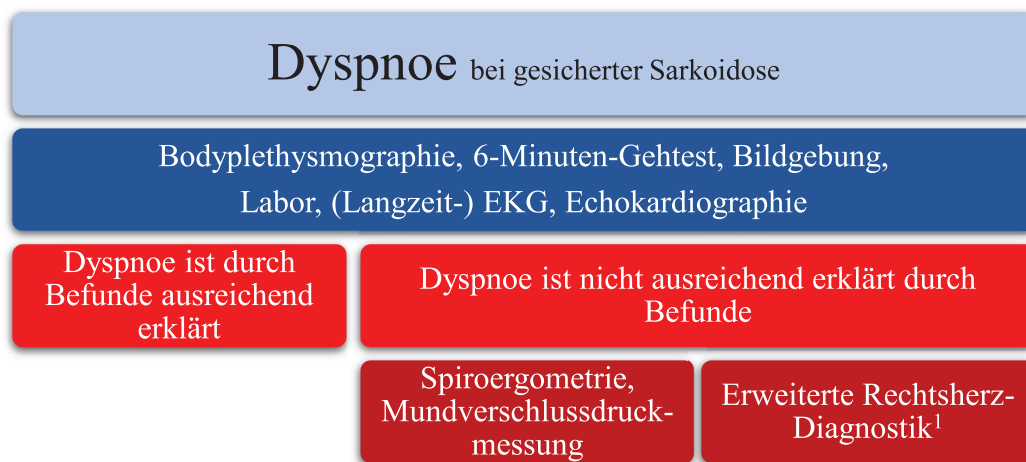 Dyspnoe bei gesicherter Sarkoidose
Bodyplethysmographie, 6-Minuten-Gehtest, Bildgebung,
Labor, (Langzeit-) EKG, Echokardiographie
Dyspnoe ist durch
Befunde ausreichend
erklärt
Dyspnoe ist nicht ausreichend erklärt durch
Befunde
Spiroergometrie,
Mundverschlussdruck-
messung
Erweiterte Rechtsherz-
Diagnostik¹